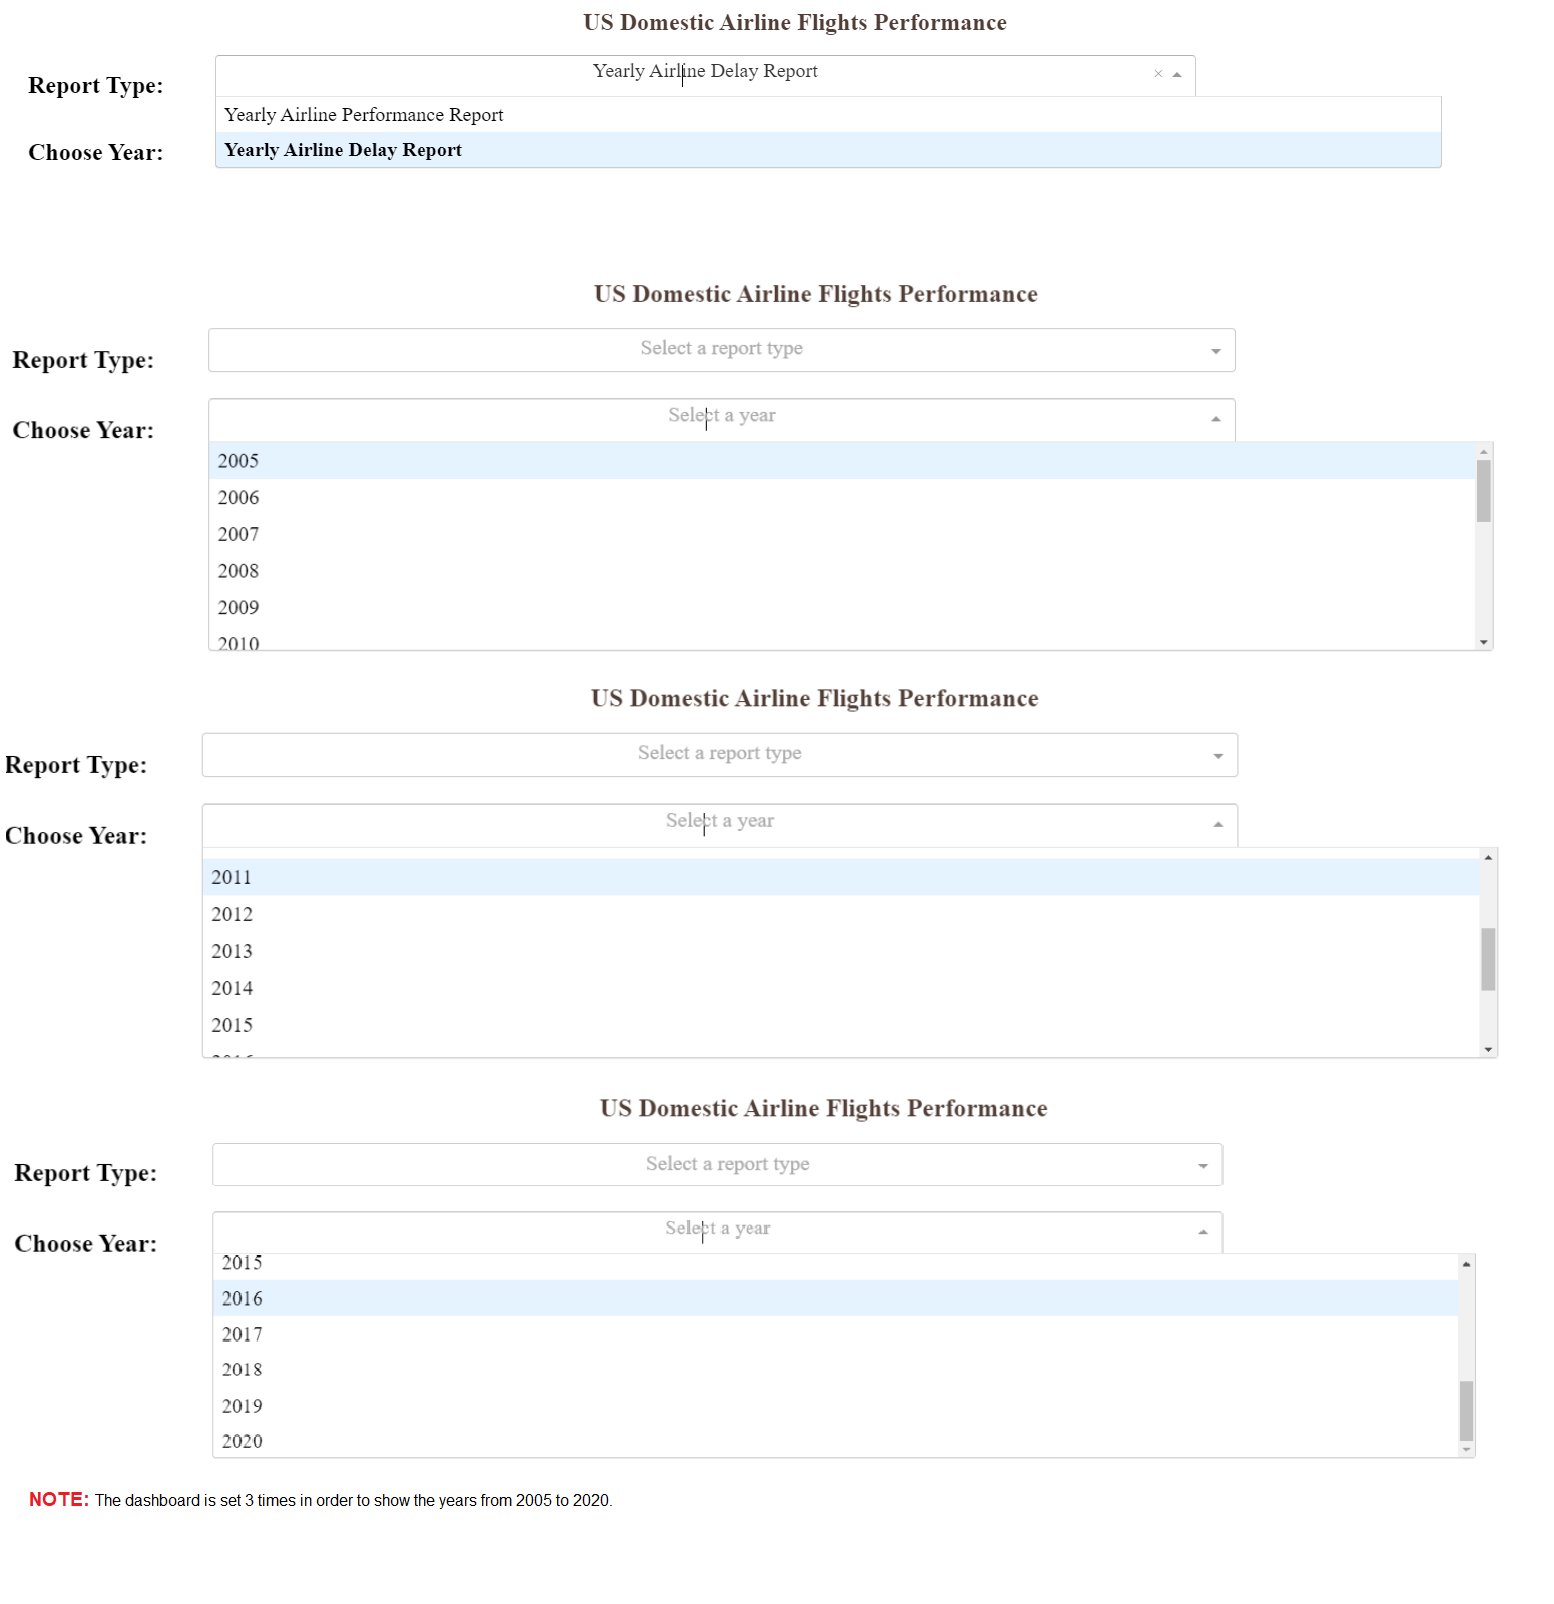 US Domestic Airline Flights Performance
Report Type:
Yearly Airline Delay Report
×
Yearly Airline Performance Report
Choose Year:
Yearly Airline Delay Report
US Domestic Airline Flights Performance
Report Type:
Select a report type
Choose Year:
Select a year
2005
2006
2007
2008
2009
2010
US Domestic Airline Flights Performance
Report Type:
Select a report type
Choose Year:
Select a year
2011
2012
2013
2014
2015
US Domestic Airline Flights Performance
Report Type:
Select a report type
Choose Year:
Select a year
2015
2016
2017
2018
2019
2020
NOTE: The dashboard is set 3 times in order to show the years from 2005 to 2020.